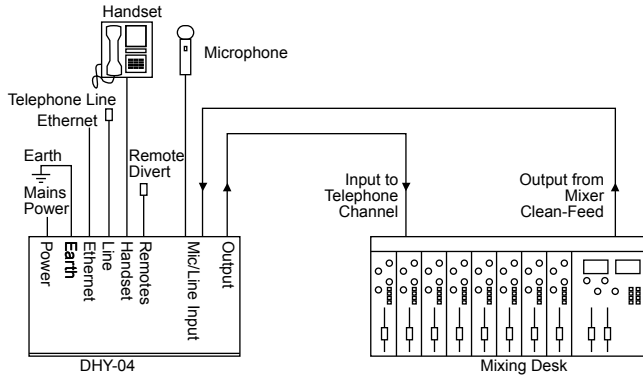 Handset
Microphone
Telephone Line
Ethernet
Earth
Mains
Power
Remote
Divert
Input to
Telephone
Channel
Output from
Mixer
Clean-Feed
Power
Earth
Ethernet
Line
Handset
Remotes
Mic/Line Input
Output
DHY-04
Mixing Desk